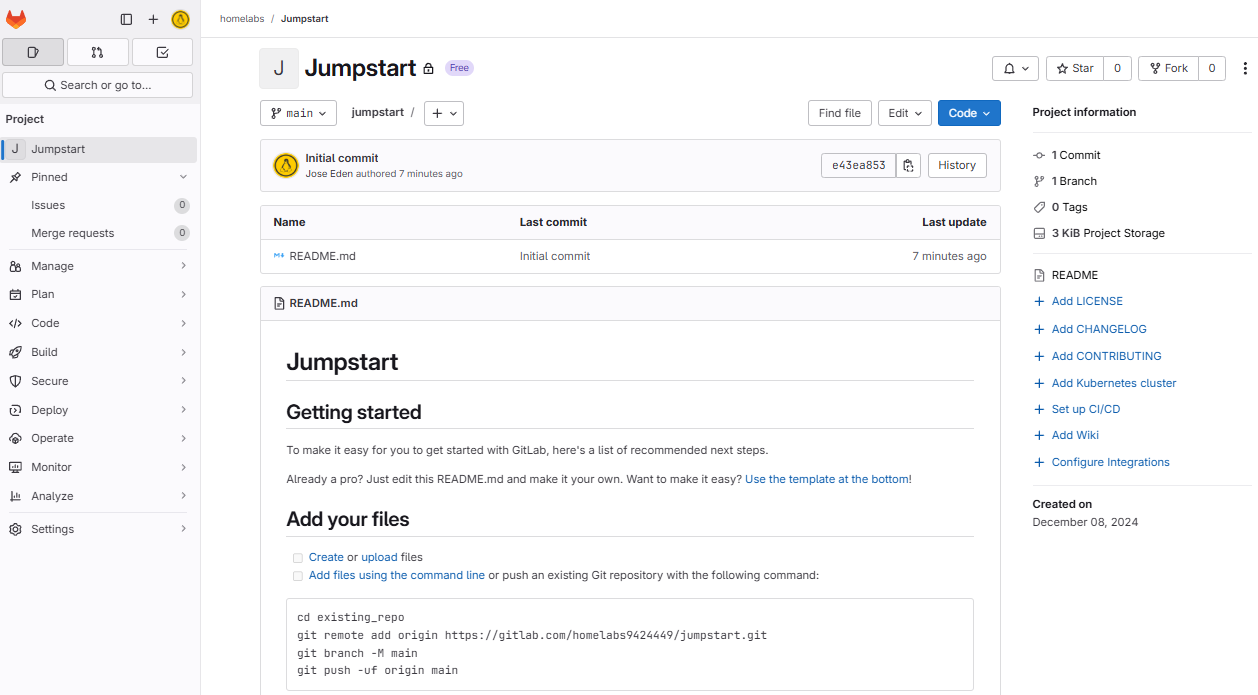 homelabs / Jumpstart
Search or go to...
Project
J Jumpstart
Pinned
Issues 0
Merge requests 0
Manage
Plan
Code
Build
Secure
Deploy
Operate
Monitor
Analyze
Settings
J Jumpstart Free
Star 0
Fork 0
main
jumpstart /
Find file
Edit
Code
Initial commit
Jose Eden authored 7 minutes ago
e43ea853
History
Name Last commit Last update
README.md Initial commit 7 minutes ago
README.md
Jumpstart
Getting started
To make it easy for you to get started with GitLab, here's a list of recommended next steps.
Already a pro? Just edit this README.md and make it your own. Want to make it easy? Use the template at the bottom!
Add your files
Create or upload files
Add files using the command line or push an existing Git repository with the following command:
cd existing_repo
git remote add origin https://gitlab.com/homelabs9424449/jumpstart.git
git branch -M main
git push -uf origin main
Project information
1 Commit
1 Branch
0 Tags
3 KiB Project Storage
README
Add LICENSE
Add CHANGELOG
Add CONTRIBUTING
Add Kubernetes cluster
Set up CI/CD
Add Wiki
Configure Integrations
Created on
December 08, 2024